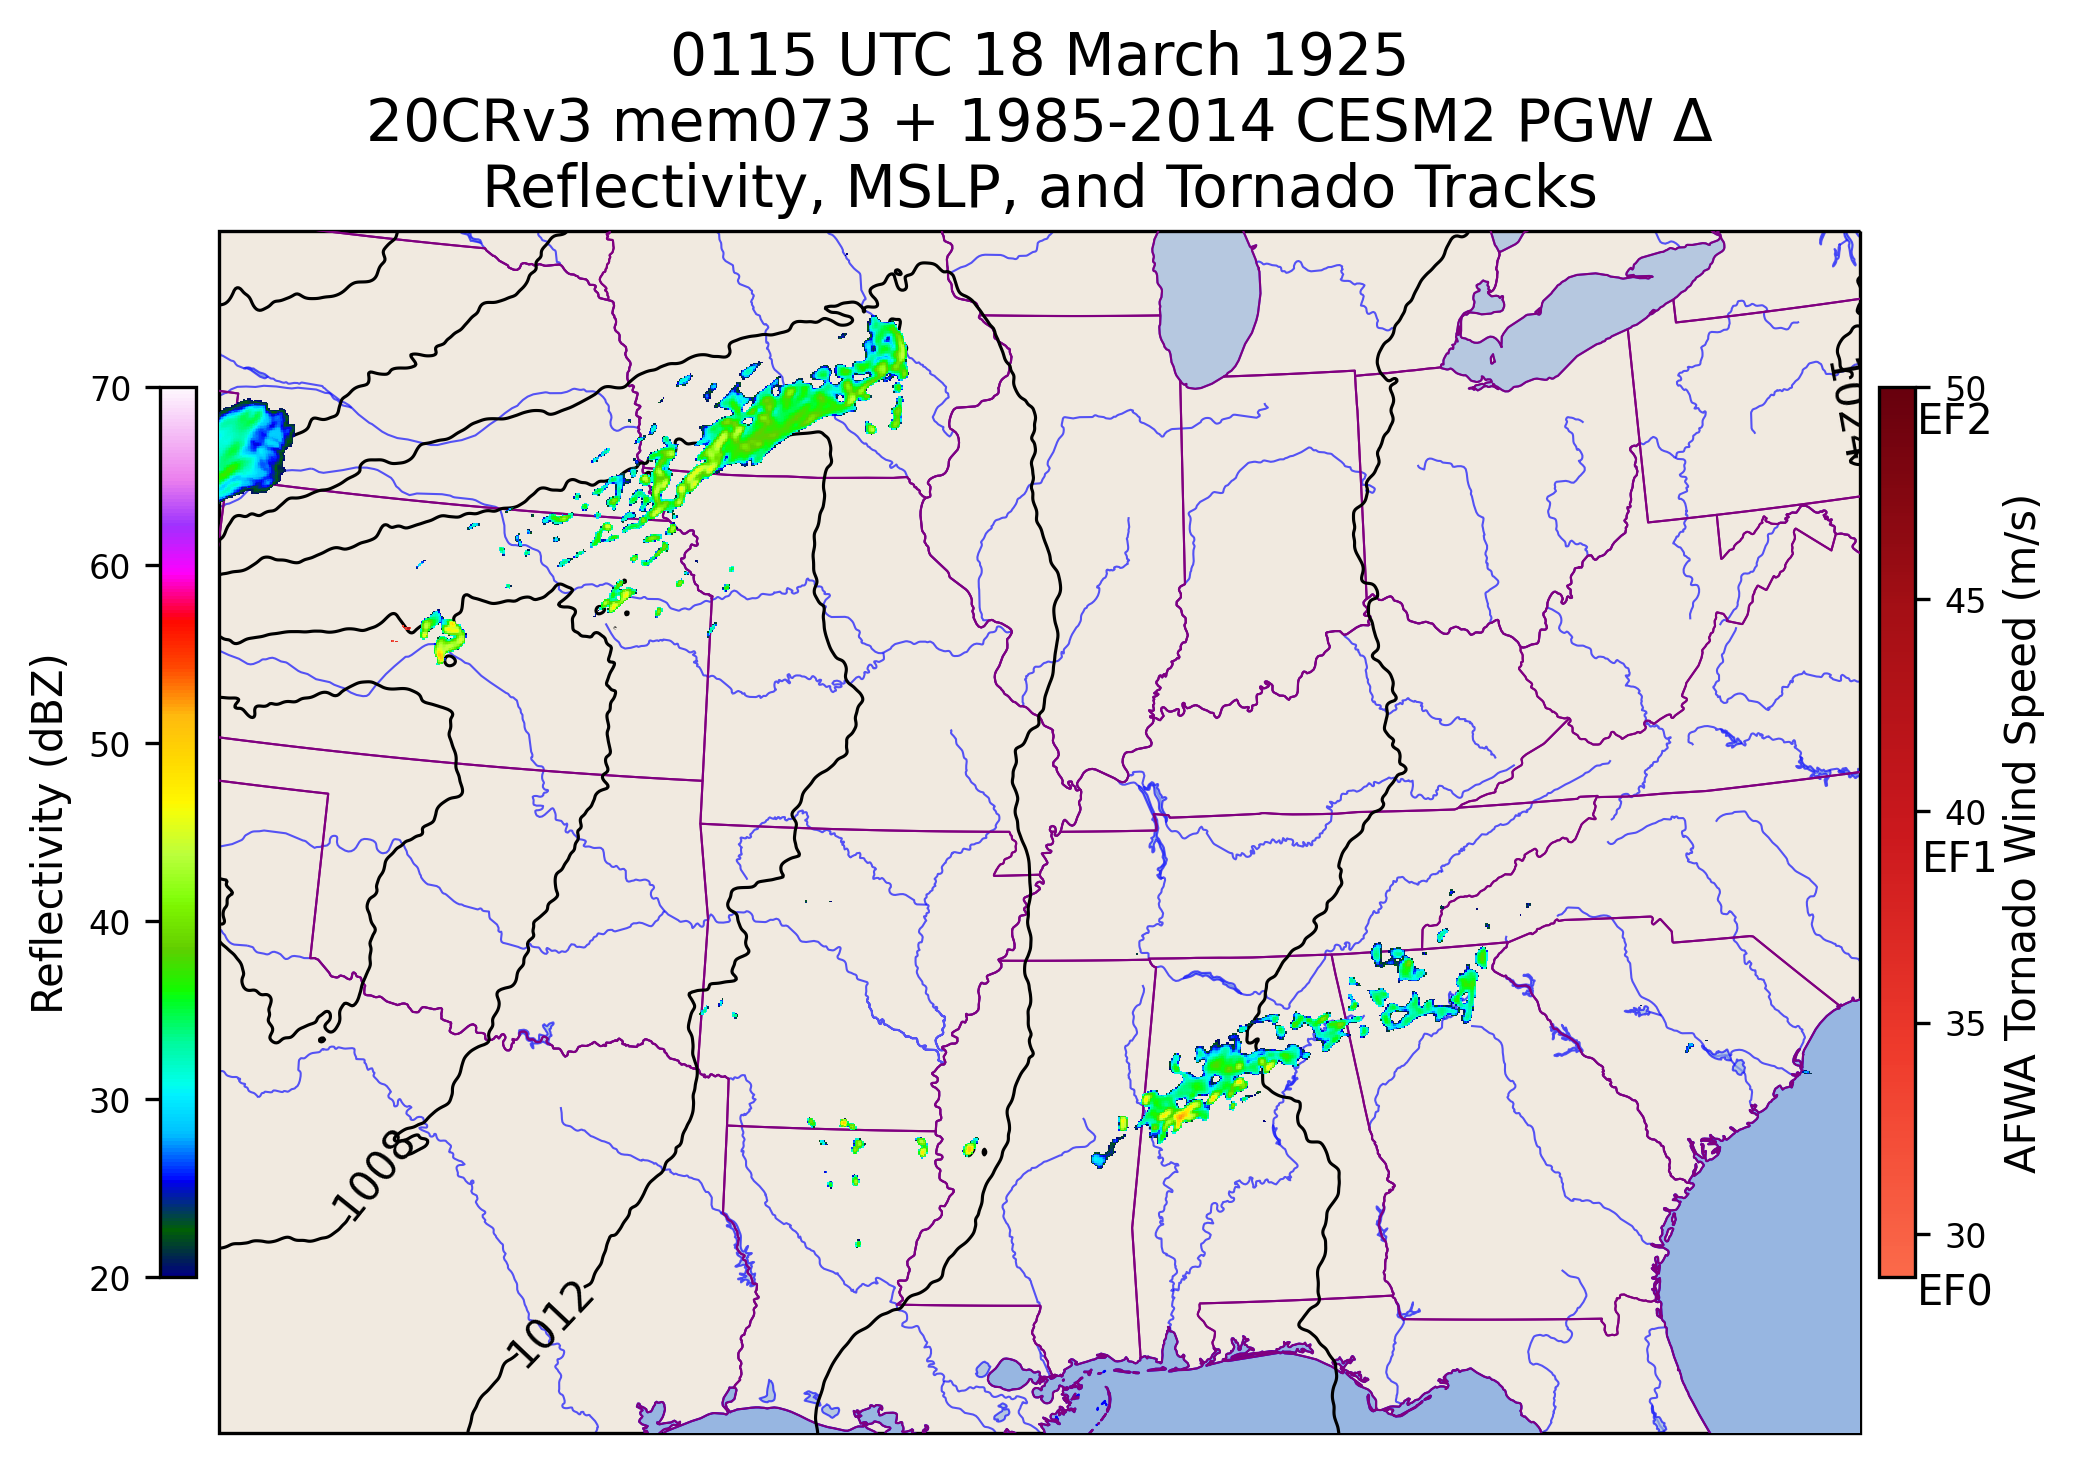 0115 UTC 18 March 1925
20CRv3 mem073 + 1985-2014 CESM2 PGW Δ
Reflectivity, MSLP, and Tornado Tracks
70
60
50
40
30
20
Reflectivity (dBZ)
1008
1012
1024
50
EF2
45
40
EF1
35
30
EF0
AFWA Tornado Wind Speed (m/s)